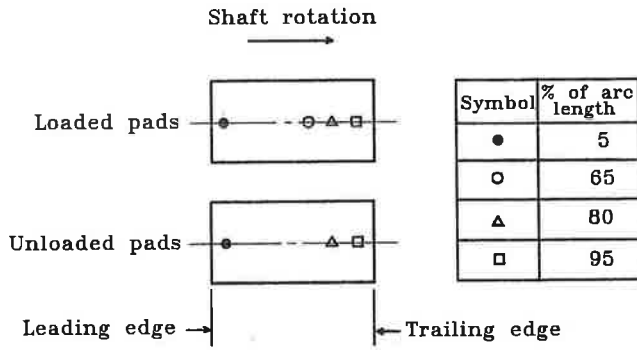 Shaft rotation
Loaded pads
Unloaded pads
Leading edge
Trailing edge
Symbol % of arc length
5
65
80
95